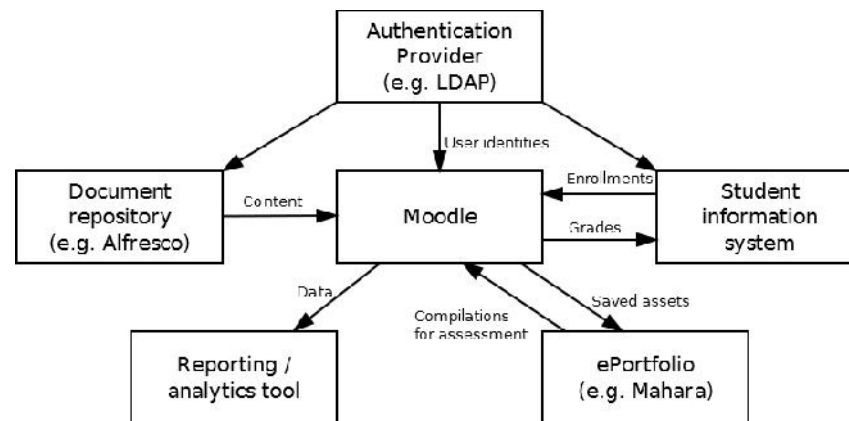 Authentication
Provider
(e.g. LDAP)
User identities
Document
repository
(e.g. Alfresco)
Content
Moodle
Enrollments
Grades
Student
information
system
Data
Compilations
for assessment
Saved assets
Reporting /
analytics tool
ePortfolio
(e.g. Mahara)